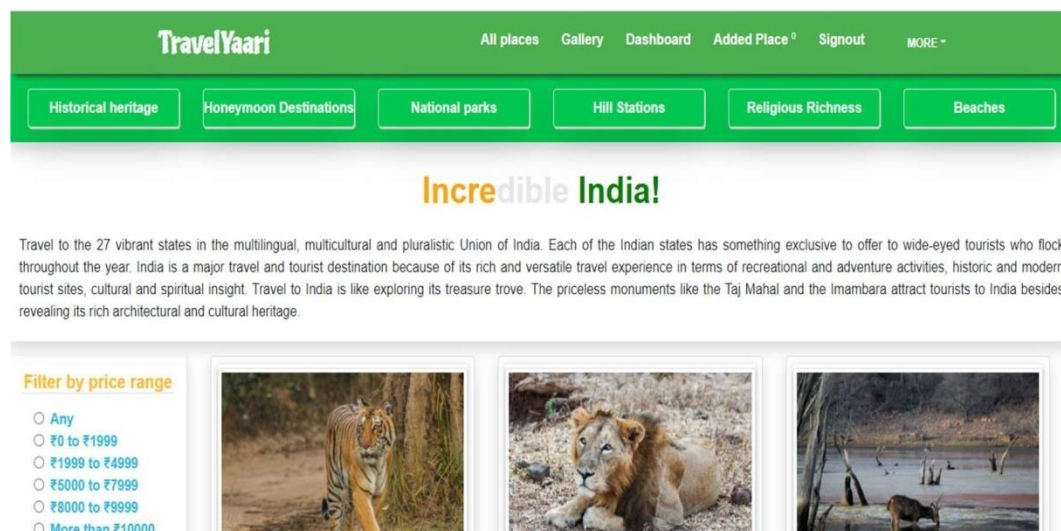 TravelYaari
All places Gallery Dashboard Added Place 0 Signout MORE
Historical heritage Honeymoon Destinations National parks Hill Stations Religious Richness Beaches
Incredible India!
Travel to the 27 vibrant states in the multilingual, multicultural and pluralistic Union of India. Each of the Indian states has something exclusive to offer to wide-eyed tourists who flock
throughout the year. India is a major travel and tourist destination because of its rich and versatile travel experience in terms of recreational and adventure activities, historic and modern
tourist sites, cultural and spiritual insight. Travel to India is like exploring its treasure trove. The priceless monuments like the Taj Mahal and the Imambara attract tourists to India besides
revealing its rich architectural and cultural heritage.
Filter by price range
Any
₹0 to ₹1999
₹1999 to ₹4999
₹5000 to ₹7999
₹8000 to ₹9999
More than ₹10000